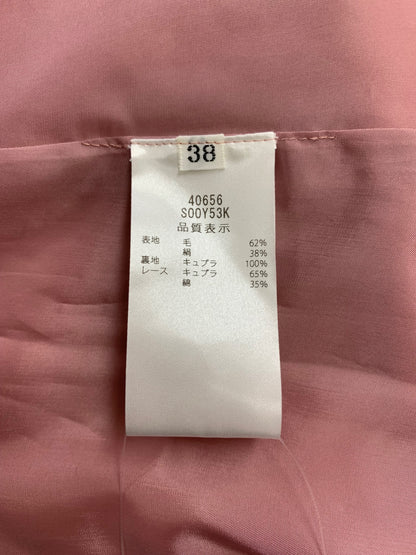 38
40656
S00Y53K
品質表示
表地 毛 62%
絹 38%
裏地 キュプラ 100%
レース キュプラ 65%
綿 35%